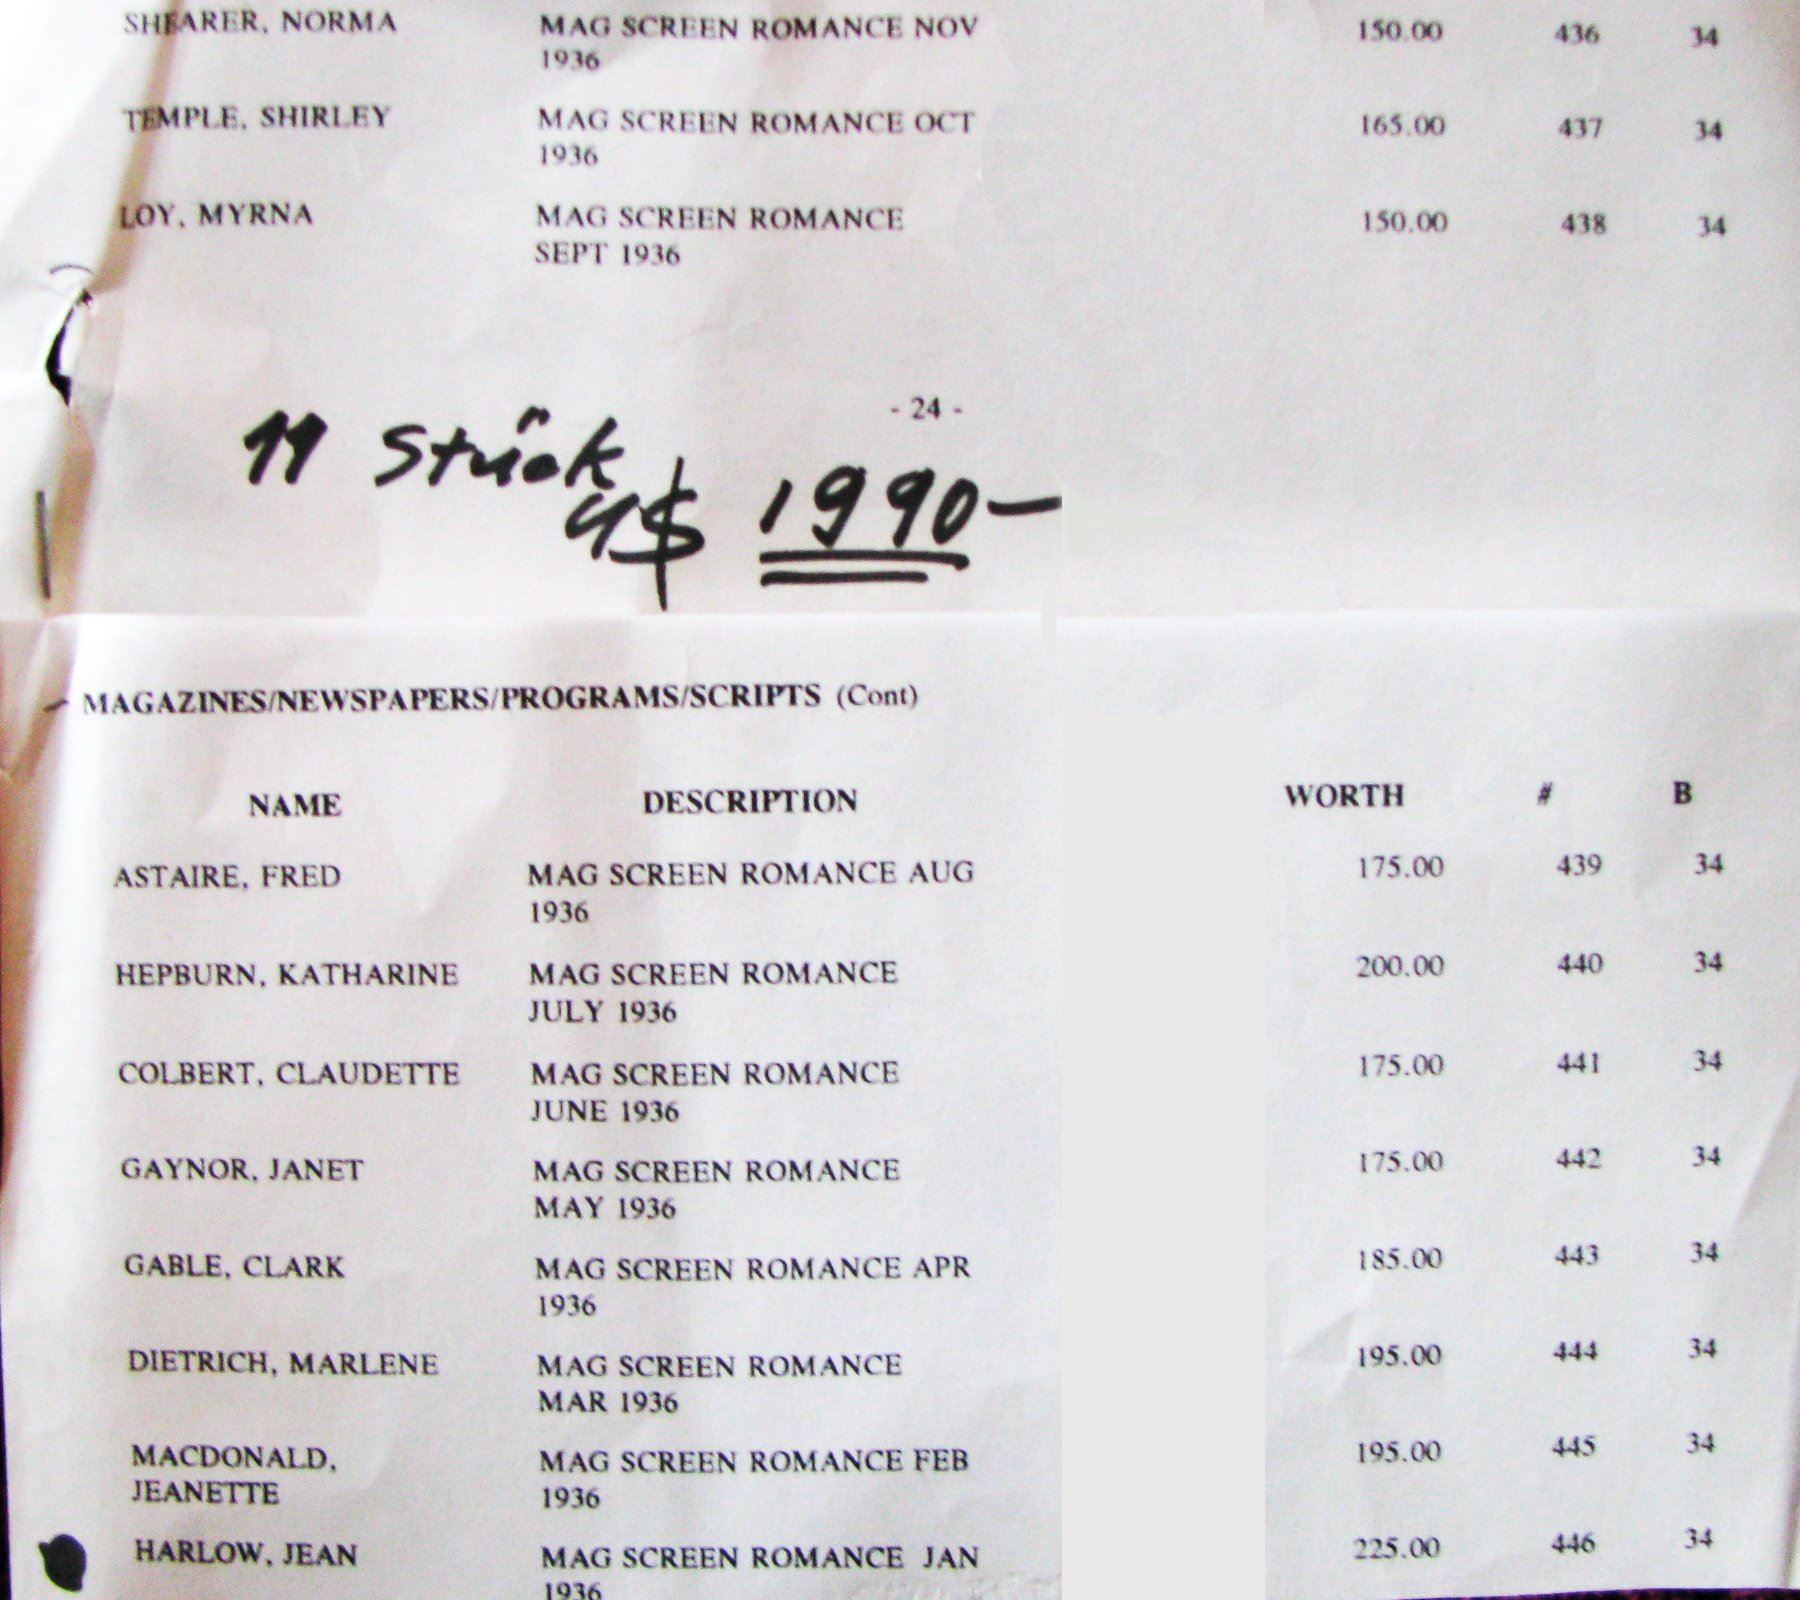 SHEARER, NORMA MAG SCREEN ROMANCE NOV 150.00 436 34
1936
TEMPLE, SHIRLEY MAG SCREEN ROMANCE OCT 165.00 437 34
1936
LOY, MYRNA MAG SCREEN ROMANCE 150.00 438 34
SEPT 1936
- 24 -
11 Stück
U$ 1990—
MAGAZINES/NEWSPAPERS/PROGRAMS/SCRIPTS (Cont)
NAME DESCRIPTION WORTH # B
ASTAIRE, FRED MAG SCREEN ROMANCE AUG 175.00 439 34
1936
HEPBURN, KATHARINE MAG SCREEN ROMANCE 200.00 440 34
JULY 1936
COLBERT, CLAUDETTE MAG SCREEN ROMANCE 175.00 441 34
JUNE 1936
GAYNOR, JANET MAG SCREEN ROMANCE 175.00 442 34
MAY 1936
GABLE, CLARK MAG SCREEN ROMANCE APR 185.00 443 34
1936
DIETRICH, MARLENE MAG SCREEN ROMANCE 195.00 444 34
MAR 1936
MACDONALD, MAG SCREEN ROMANCE FEB 195.00 445 34
JEANETTE 1936
HARLOW, JEAN MAG SCREEN ROMANCE JAN 225.00 446 34
1936